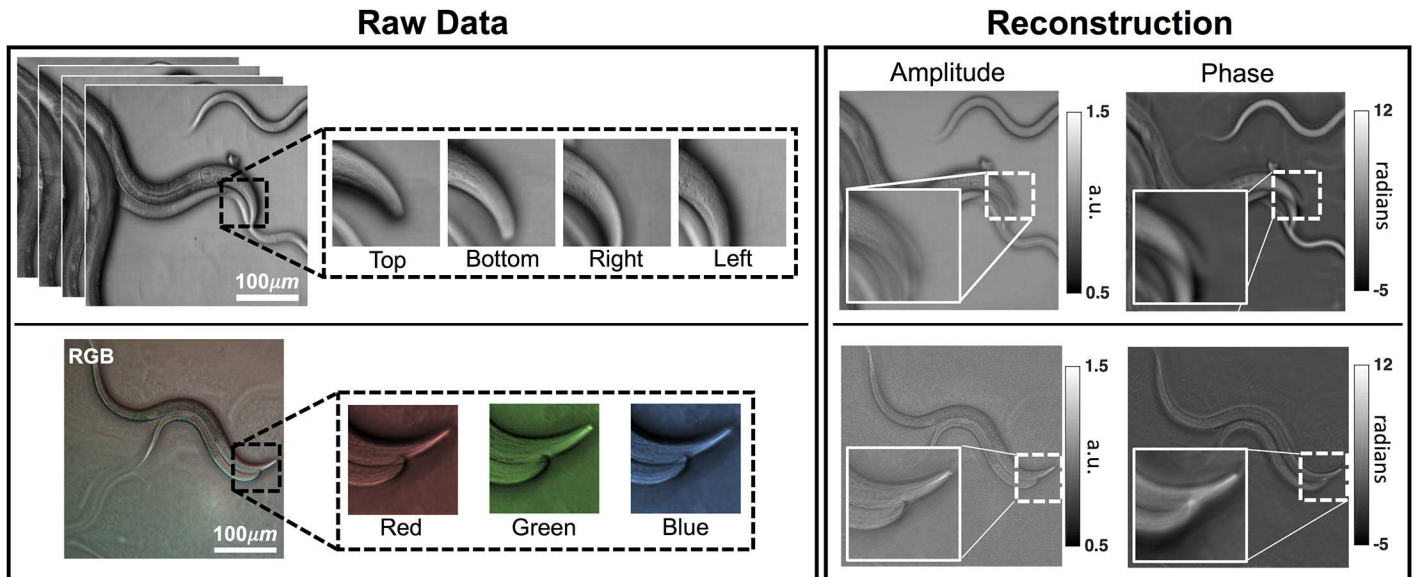 Raw Data
Reconstruction
Top
Bottom
Right
Left
100μm
Amplitude
Phase
1.5
a.u.
0.5
12
radians
-5
RGB
100μm
Red
Green
Blue
1.5
a.u.
0.5
12
radians
-5